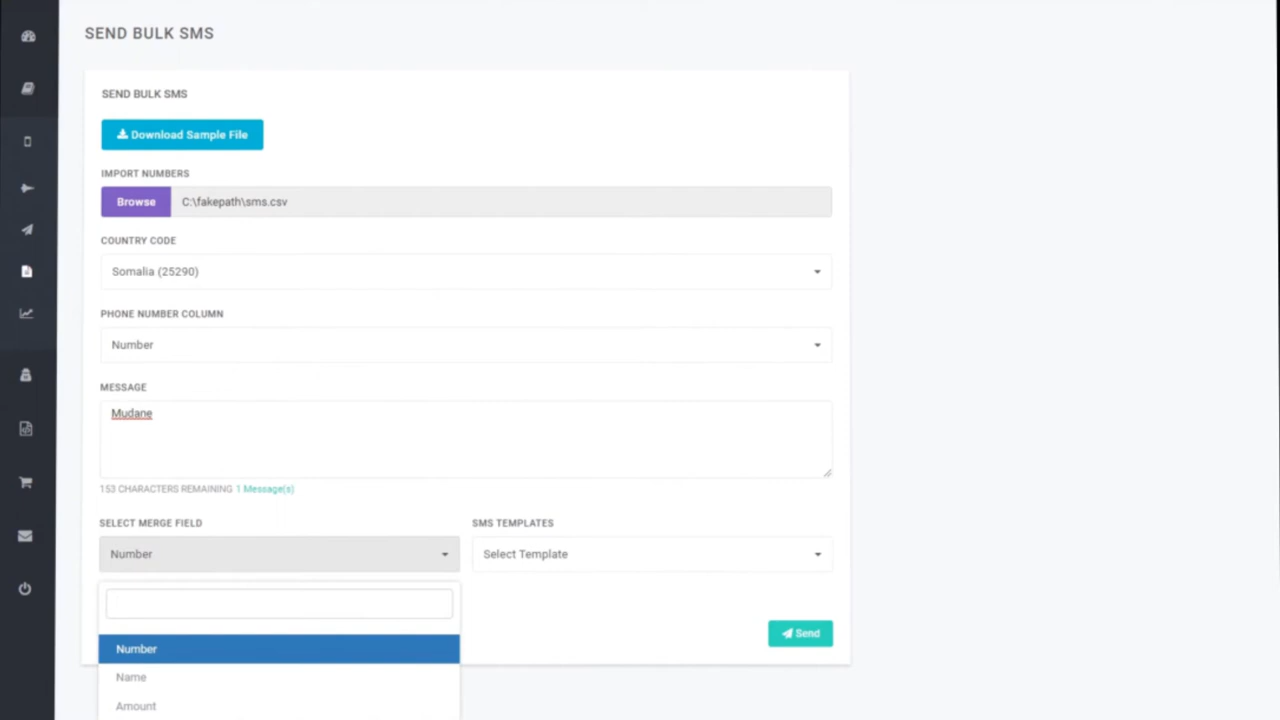 SEND BULK SMS
SEND BULK SMS
Download Sample File
IMPORT NUMBERS
Browse C:\fakepath\sms.csv
COUNTRY CODE
Somalia (25290)
PHONE NUMBER COLUMN
Number
MESSAGE
Mudane
153 CHARACTERS REMAINING 1 Message(s)
SELECT MERGE FIELD SMS TEMPLATES
Number Select Template
Send
Number
Name
Amount